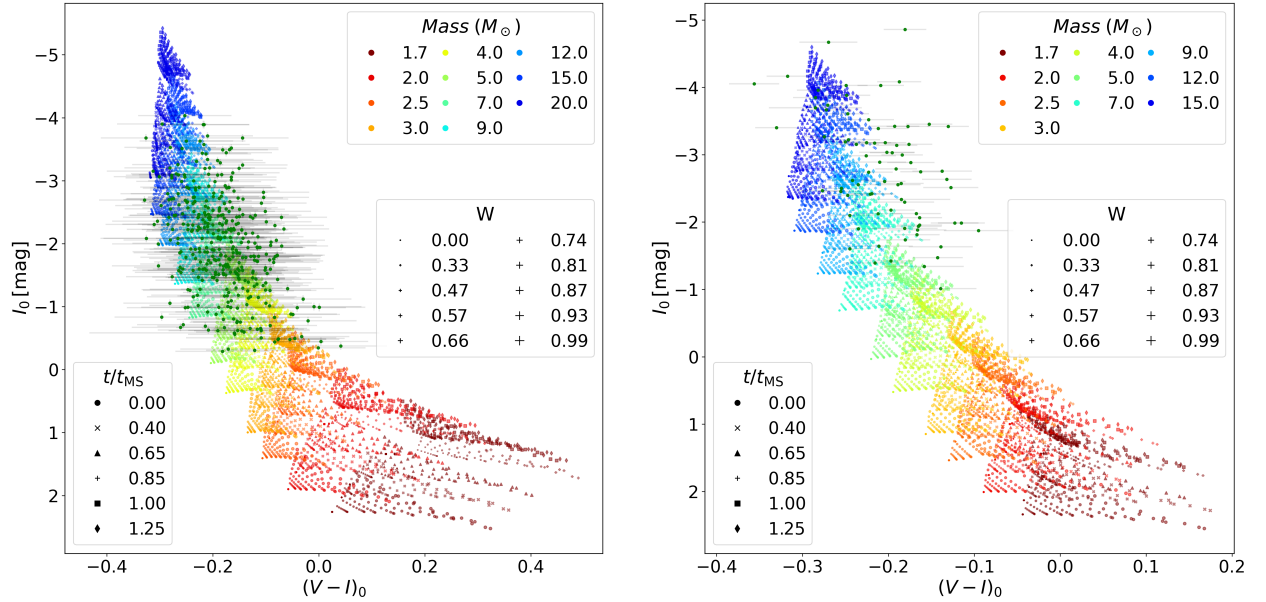 Mass (M⊙)
1.7 4.0 12.0
2.0 5.0 15.0
2.5 7.0 20.0
3.0 9.0
W
0.00 0.74
0.33 0.81
0.47 0.87
0.57 0.93
0.66 0.99
t/tMS
0.00
0.40
0.65
0.85
1.00
1.25
I0 [mag]
−5
−4
−3
−2
−1
0
1
2
−0.4 −0.2 0.0 0.2 0.4
(V − I)0
Mass (M⊙)
1.7 4.0 9.0
2.0 5.0 12.0
2.5 7.0 15.0
3.0
W
0.00 0.74
0.33 0.81
0.47 0.87
0.57 0.93
0.66 0.99
t/tMS
0.00
0.40
0.65
0.85
1.00
1.25
I0 [mag]
−5
−4
−3
−2
−1
0
1
2
−0.4 −0.3 −0.2 −0.1 0.0 0.1 0.2
(V − I)0